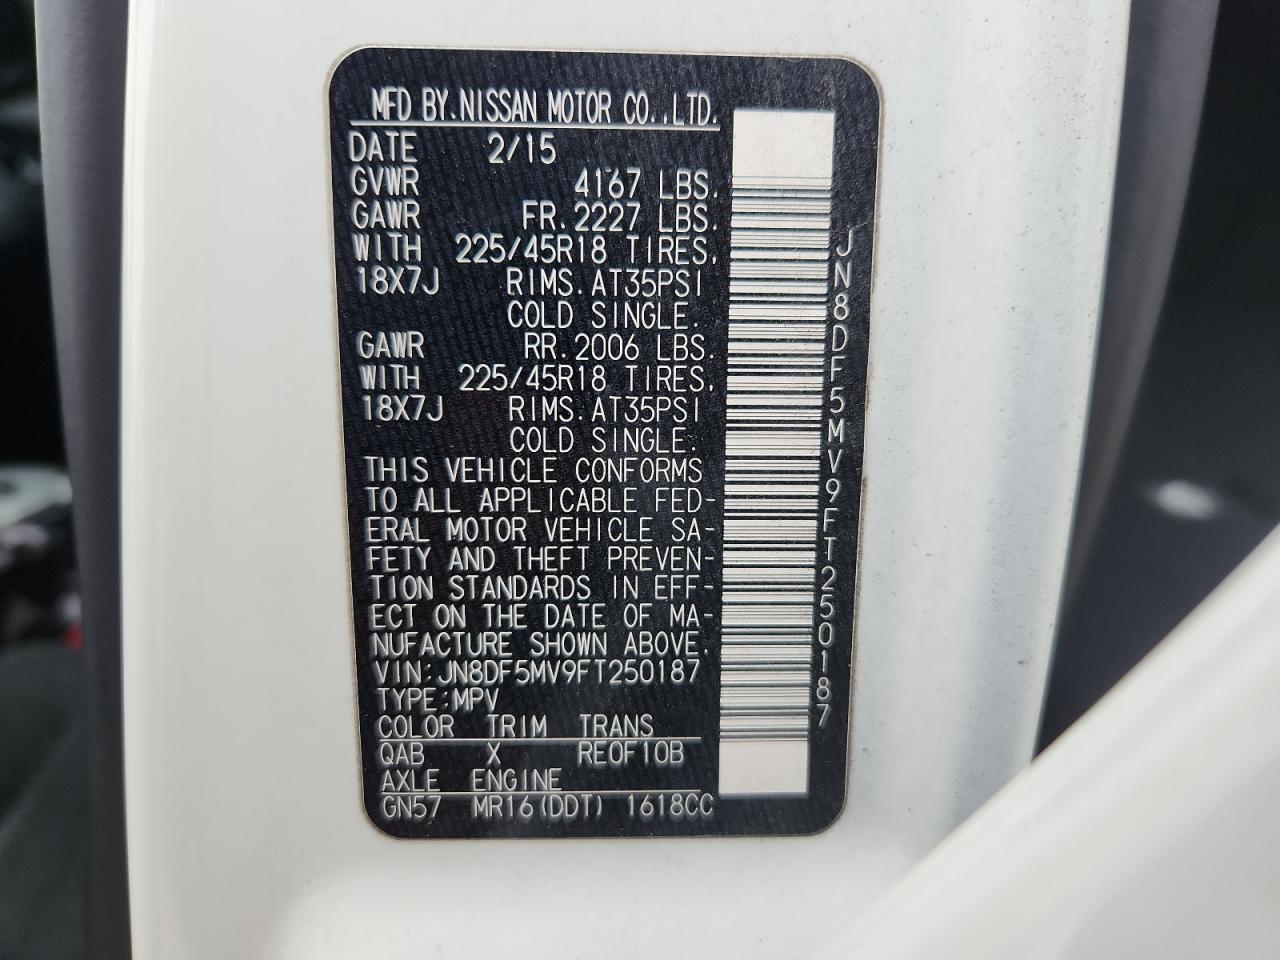 MFD BY.NISSAN MOTOR CO.,LTD.
DATE 2/15
GVWR 4167 LBS.
GAWR FR.2227 LBS.
WITH 225/45R18 TIRES.
18X7J RIMS.AT35PSI
COLD SINGLE.
GAWR RR.2006 LBS.
WITH 225/45R18 TIRES.
18X7J RIMS.AT35PSI
COLD SINGLE.
THIS VEHICLE CONFORMS
TO ALL APPLICABLE FED-
ERAL MOTOR VEHICLE SA-
FETY AND THEFT PREVEN-
TION STANDARDS IN EFF-
ECT ON THE DATE OF MA-
NUFACTURE SHOWN ABOVE.
VIN:JN8DF5MV9FT250187
TYPE:MPV
COLOR TRIM TRANS
QAB X RE0F10B
AXLE ENGINE
GN57 MR16(DDT) 1618CC
JN8DF5MV9FT250187